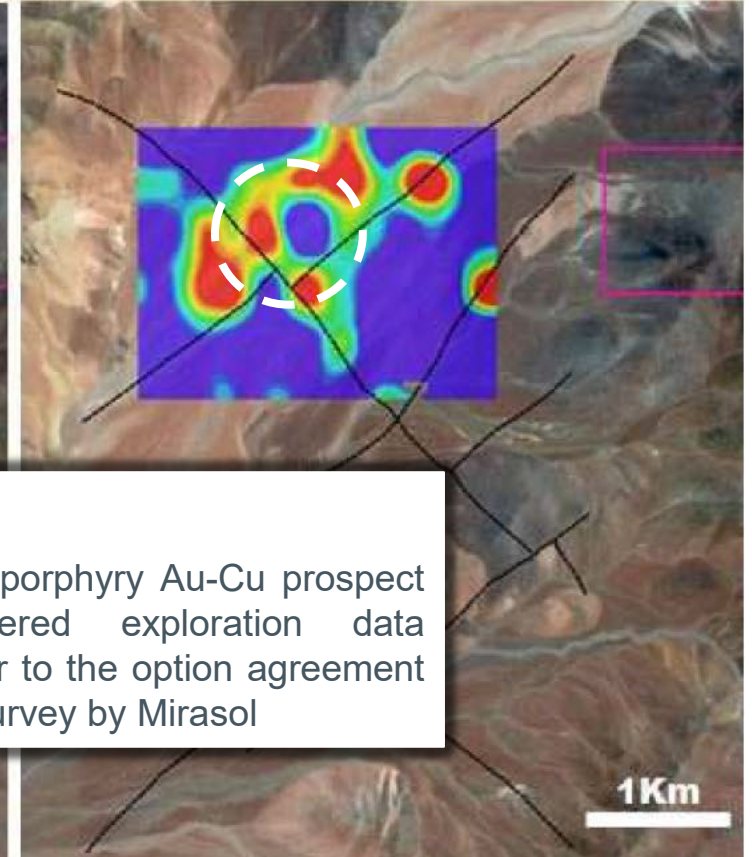 porphyry Au-Cu prospect
ered exploration data
r to the option agreement
urvey by Mirasol
1Km